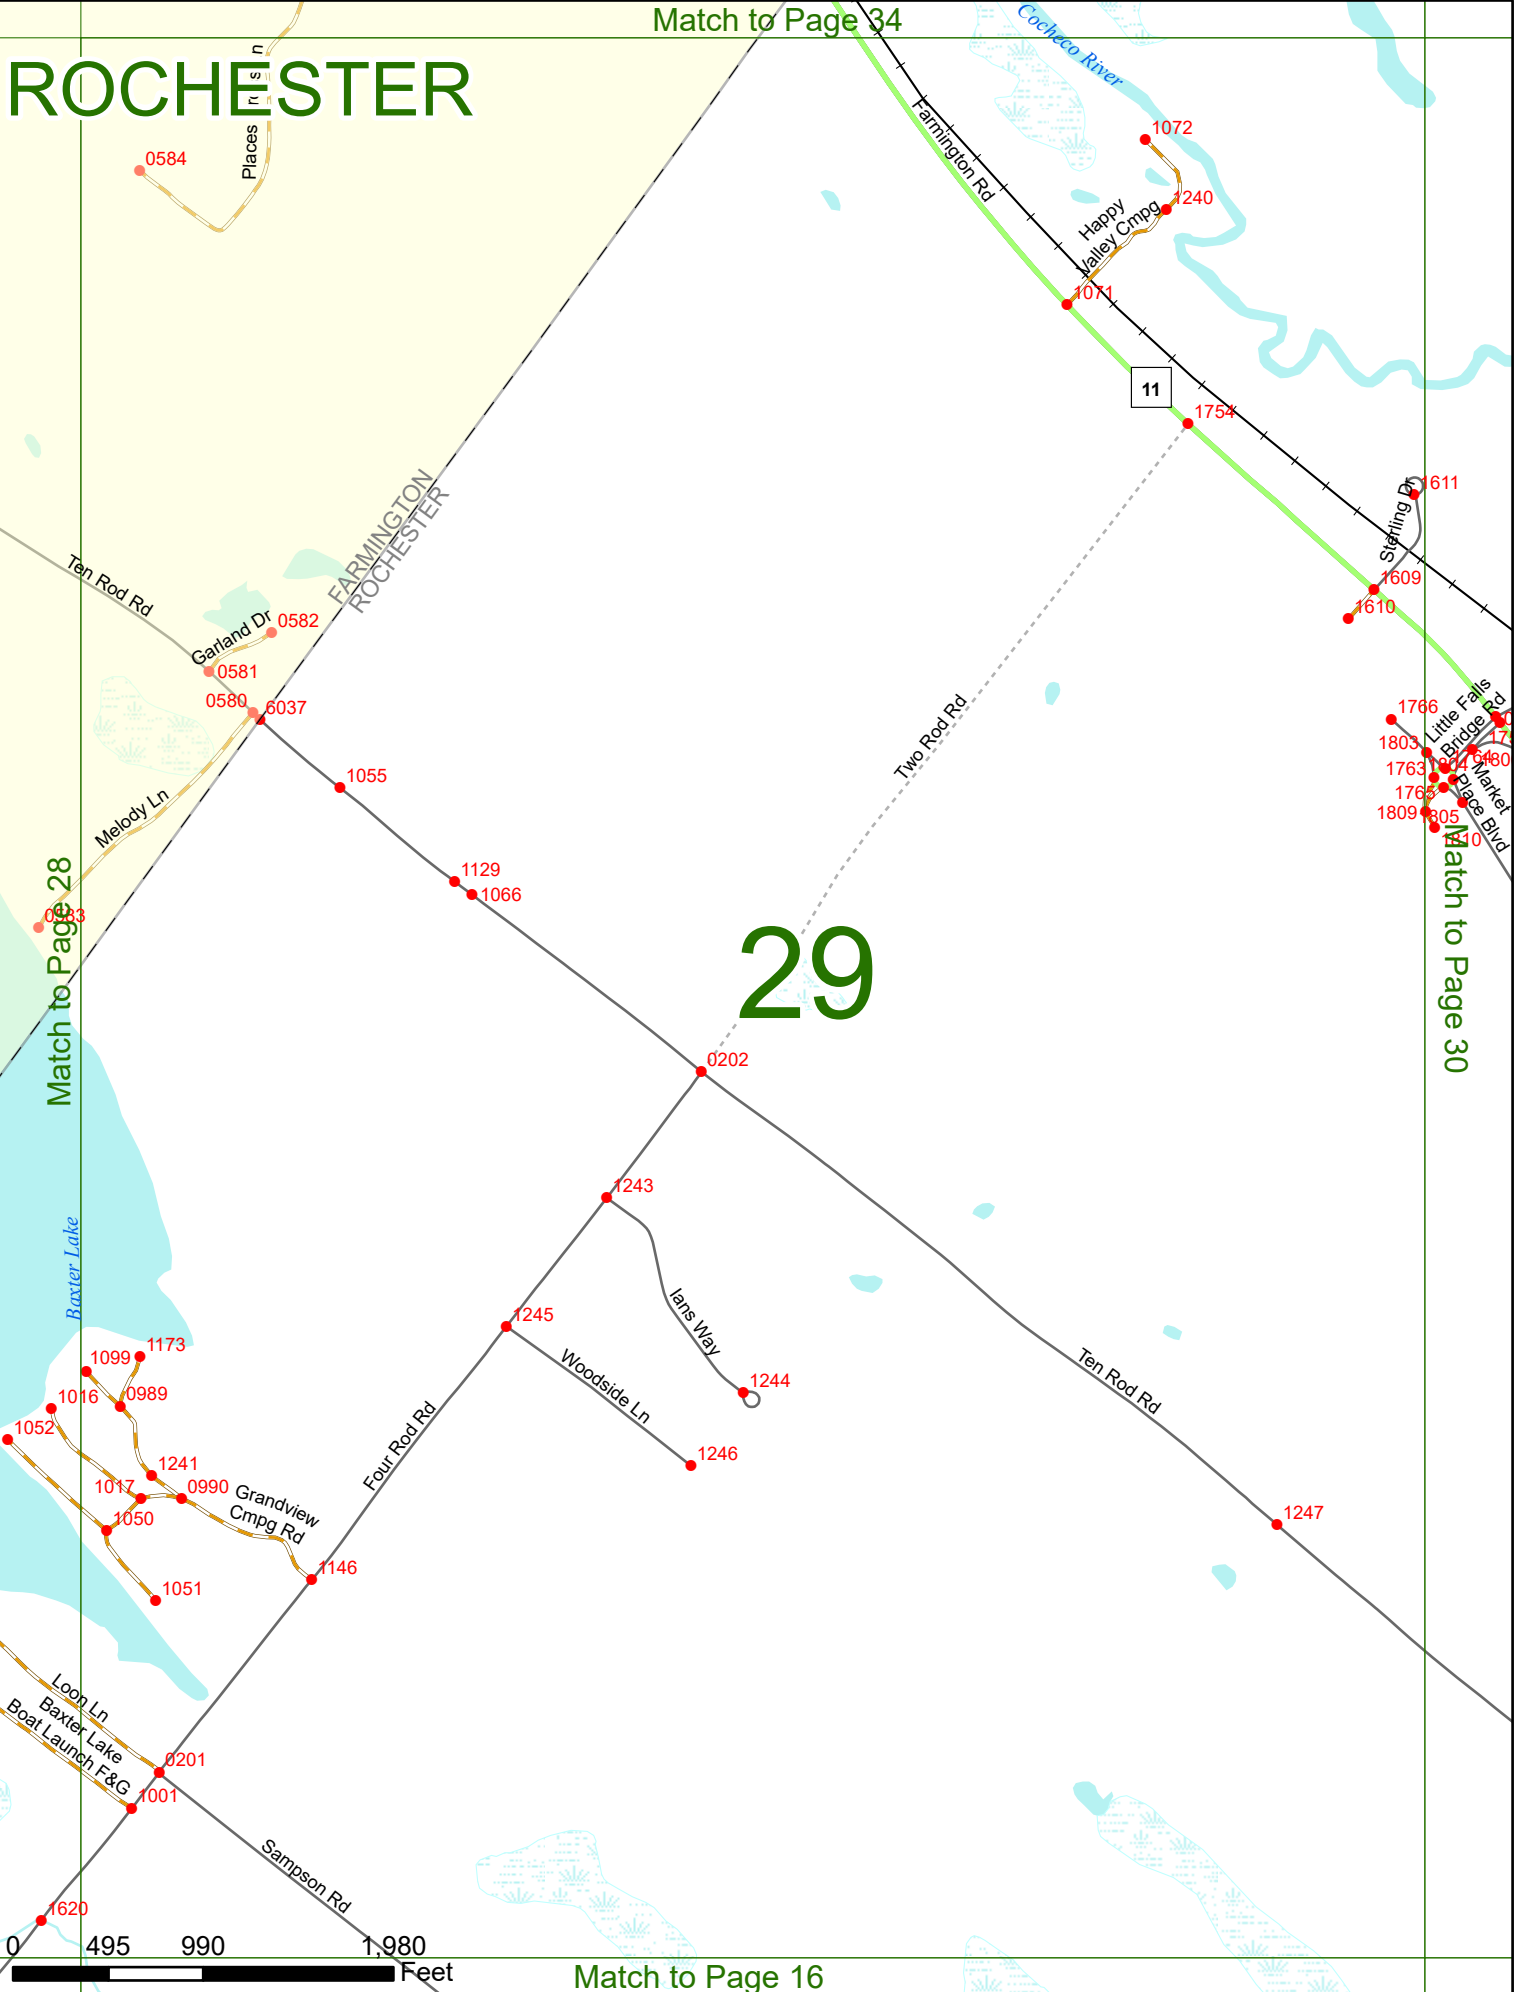 Match to Page 34
Cocheco River
ROCHESTER
Places
0584
Farmington Rd
1072
1240
Happy
Valley Cmpg
1071
11
1754
FARMINGTON
ROCHESTER
1611
Sterling Dr
1609
1610
Ten Rod Rd
Garland Dr
0582
0581
0580
6037
Two Rod Rd
1766
Little Falls
Bridge Rd
1803
1764
1763
1765
Market
Place Blvd
1809
1805
1810
1055
Melody Ln
1129
1066
0583
Match to Page 28
29
Match to Page 30
0202
1243
Baxter Lake
1245
Ians Way
1244
Woodside Ln
1246
Ten Rod Rd
1173
1099
1016
0989
1052
Four Rod Rd
1241
1017
0990
Grandview
Cmpg Rd
1050
1247
1146
1051
Loon Ln
Baxter Lake
Boat Launch F&G
0201
1001
Sampson Rd
1620
0 495 990 1,980
Feet
Match to Page 16